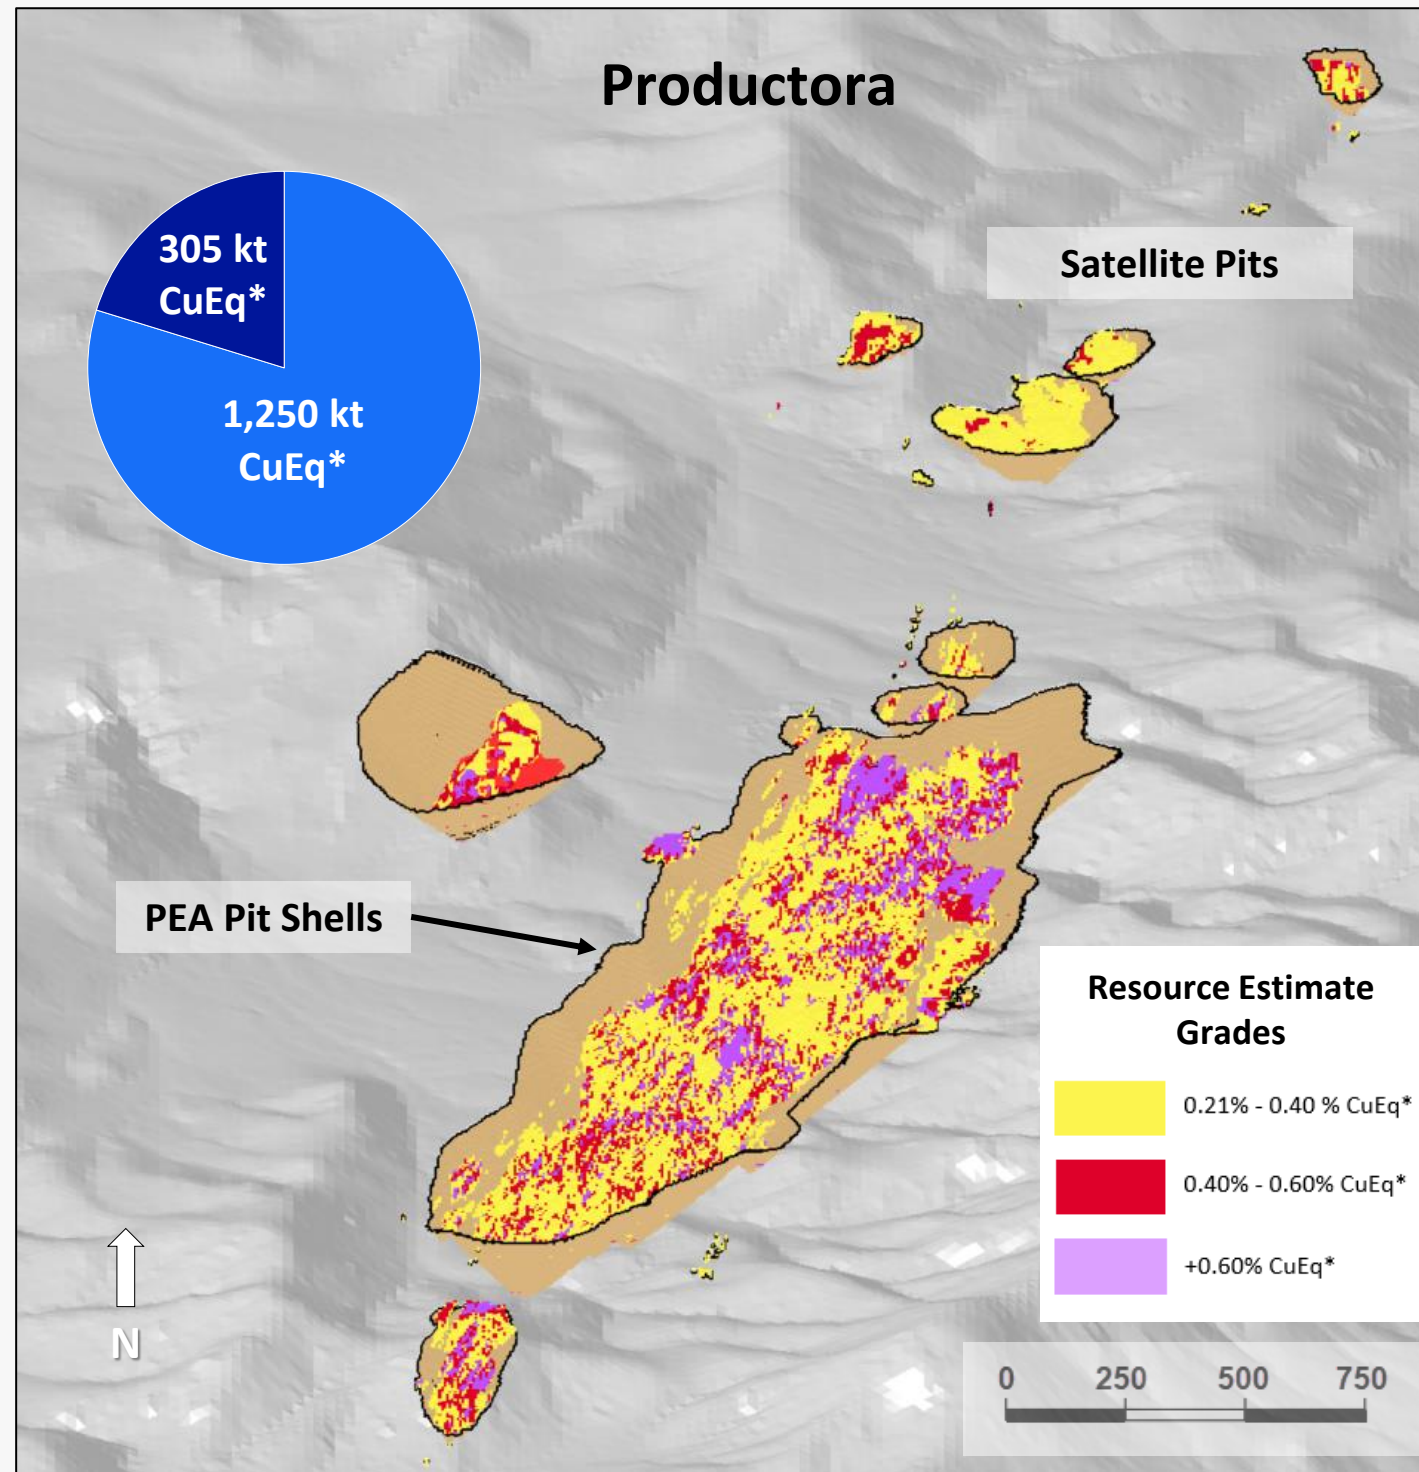 Productora
305 kt
CuEq*
1,250 kt
CuEq*
Satellite Pits
PEA Pit Shells
Resource Estimate
Grades
0.21% - 0.40 % CuEq*
0.40% - 0.60% CuEq*
+0.60% CuEq*
N
0 250 500 750